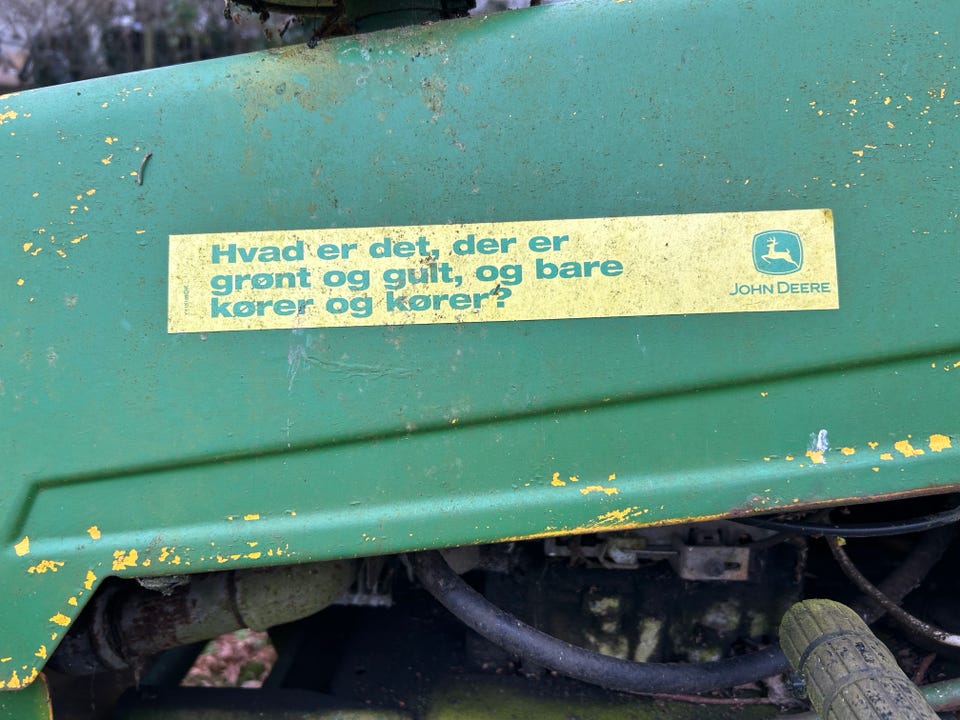 Hvad er det, der er
grønt og gult, og bare
kører og kører?
JOHN DEERE